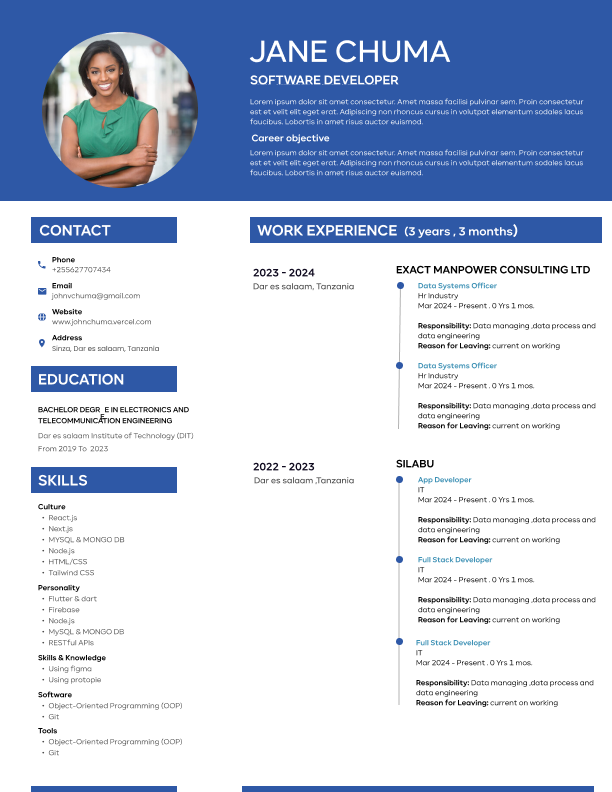 JANE CHUMA
SOFTWARE DEVELOPER
Lorem ipsum dolor sit amet consectetur. Amet massa facilisi pulvinar sem. Proin consectetur
est et velit elit eget erat. Adipiscing non rhoncus cursus in volutpat elementum sodales
faucibus. Lobortis in amet risus auctor euismod.
Career objective
Lorem ipsum dolor sit amet consectetur. Amet massa facilisi pulvinar sem. Proin consectetur
est et velit elit eget erat. Adipiscing non rhoncus cursus in volutpat elementum sodales
faucibus. Lobortis in amet risus auctor euismod.
CONTACT
Phone
+255627707434
Email
johnvchuma@gmail.com
Website
www.johnchuma.vercel.com
Address
Sinza, Dar es salaam, Tanzania
EDUCATION
BACHELOR DEGREE IN ELECTRONICS AND
TELECOMMUNICATION ENGINEERING
Dar es salaam Institute of Technology (DIT)
From 2019 To 2023
SKILLS
Culture
• React.js
• Next.js
• MYSQL & MONGO DB
• Node.js
• HTML/CSS
• Tailwind CSS
Personality
• Flutter & dart
• Firebase
• Node.js
• MySQL & MONGO DB
• RESTful APIs
Skills & Knowledge
• Using figma
• Using protopie
Software
• Object-Oriented Programming (OOP)
• Git
Tools
• Object-Oriented Programming (OOP)
• Git
WORK EXPERIENCE (3 years , 3 months)
2023 - 2024
Dar es salaam, Tanzania
EXACT MANPOWER CONSULTING LTD
Data Systems Officer
Hr Industry
Mar 2024 - Present . 0 Yrs 1 mos.
Responsibility: Data managing ,data process and
data engineering
Reason for Leaving: current on working
Data Systems Officer
Hr Industry
Mar 2024 - Present . 0 Yrs 1 mos.
Responsibility: Data managing ,data process and
data engineering
Reason for Leaving: current on working
2022 - 2023
Dar es salaam ,Tanzania
SILABU
App Developer
IT
Mar 2024 - Present . 0 Yrs 1 mos.
Responsibility: Data managing ,data process and
data engineering
Reason for Leaving: current on working
Full Stack Developer
IT
Mar 2024 - Present . 0 Yrs 1 mos.
Responsibility: Data managing ,data process and
data engineering
Reason for Leaving: current on working
Full Stack Developer
IT
Mar 2024 - Present . 0 Yrs 1 mos.
Responsibility: Data managing ,data process and
data engineering
Reason for Leaving: current on working